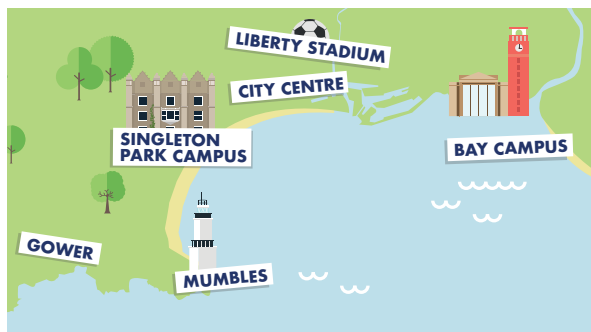 LIBERTY STADIUM
CITY CENTRE
SINGLETON
PARK CAMPUS
BAY CAMPUS
GOWER
MUMBLES